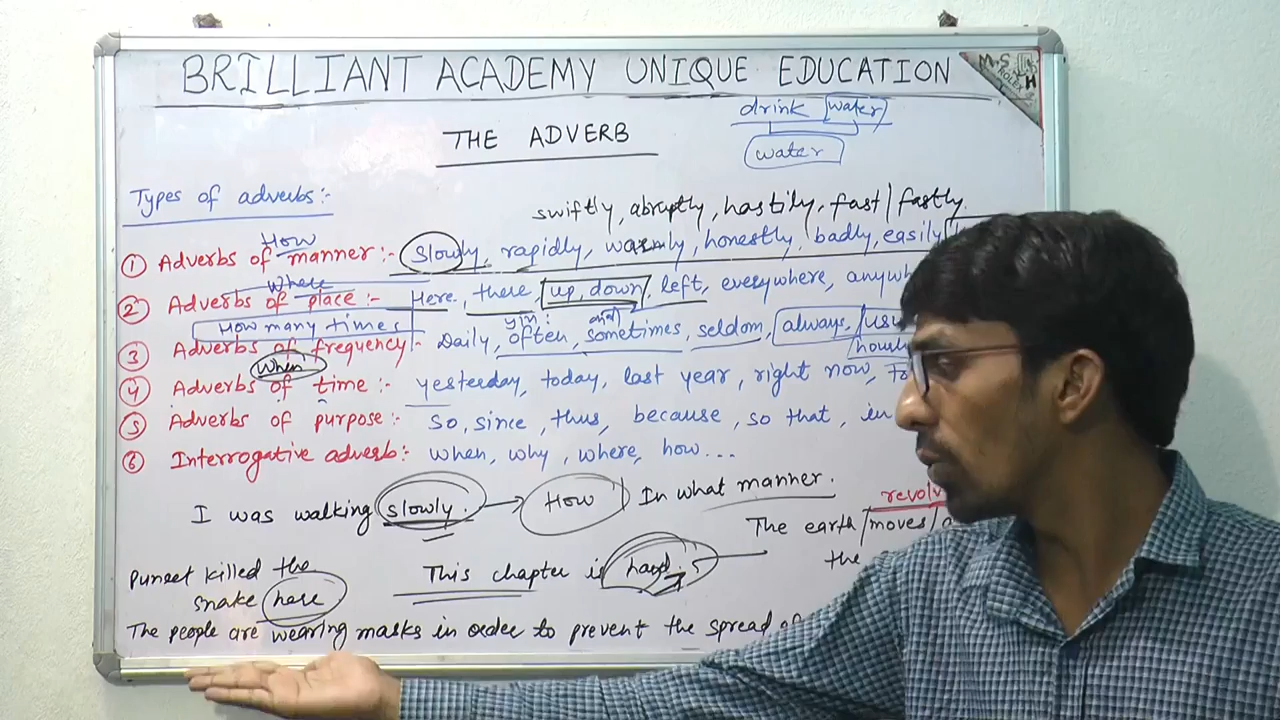 BRILLIANT ACADEMY UNIQUE EDUCATION
M.S
H
drink water
THE ADVERB
water
Types of adverbs:-
swiftly, abruptly, hastily, fast/fastly
How
① Adverbs of manner:- slowly, rapidly, warmly, honestly, badly, easily
Where
② Adverbs of place:- Here, there, up, down, left, everywhere,
How many times
③ Adverbs of frequency:- Daily, often, sometimes, seldom, always,
When
④ Adverbs of time:- yesterday, today, last year, right now,
⑤ Adverbs of purpose:- So, since, thus, because, so that, in
⑥ Interrogative adverb:- when, why, where, how...
I was walking slowly. → How / In what manner.
The earth /moves/
the
Puneet killed the
snake here
This chapter is hard.
The people are wearing masks in order to prevent the spread of